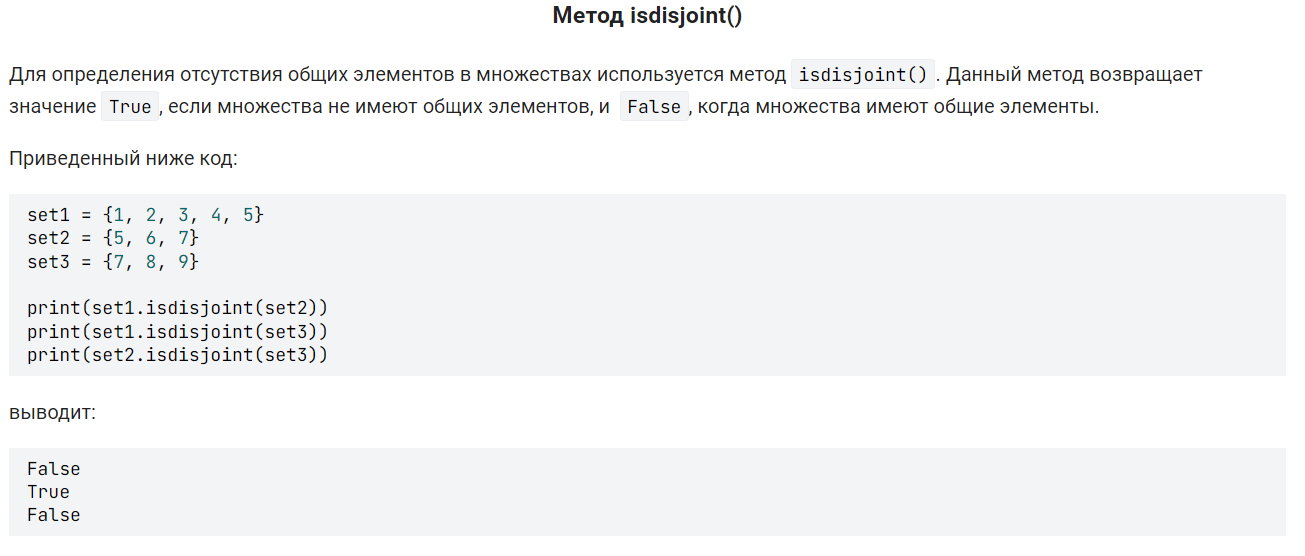 Метод isdisjoint()
Для определения отсутствия общих элементов в множествах используется метод isdisjoint() . Данный метод возвращает
значение True , если множества не имеют общих элементов, и False , когда множества имеют общие элементы.
Приведенный ниже код:
set1 = {1, 2, 3, 4, 5}
set2 = {5, 6, 7}
set3 = {7, 8, 9}
print(set1.isdisjoint(set2))
print(set1.isdisjoint(set3))
print(set2.isdisjoint(set3))
выводит:
False
True
False